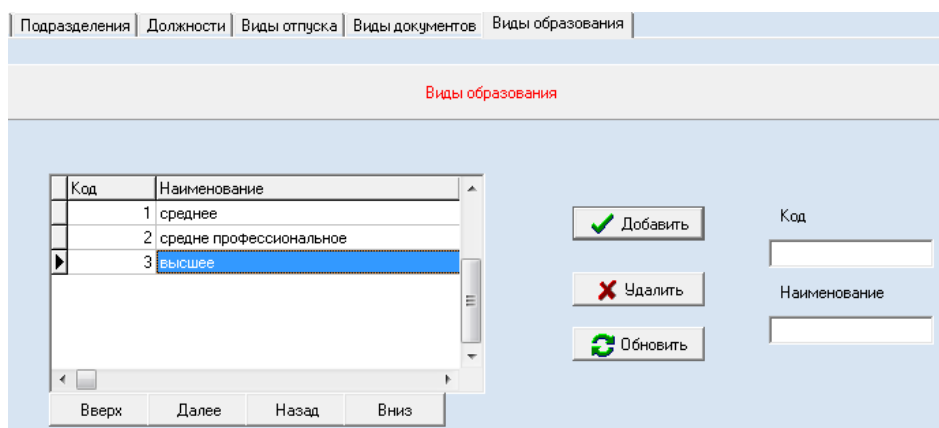 Подразделения Должности Виды отпуска Виды документов Виды образования
Виды образования
Код Наименование
1 среднее
2 средне профессиональное
3 высшее
Вверх Далее Назад Вниз
Добавить
Удалить
Обновить
Код
Наименование